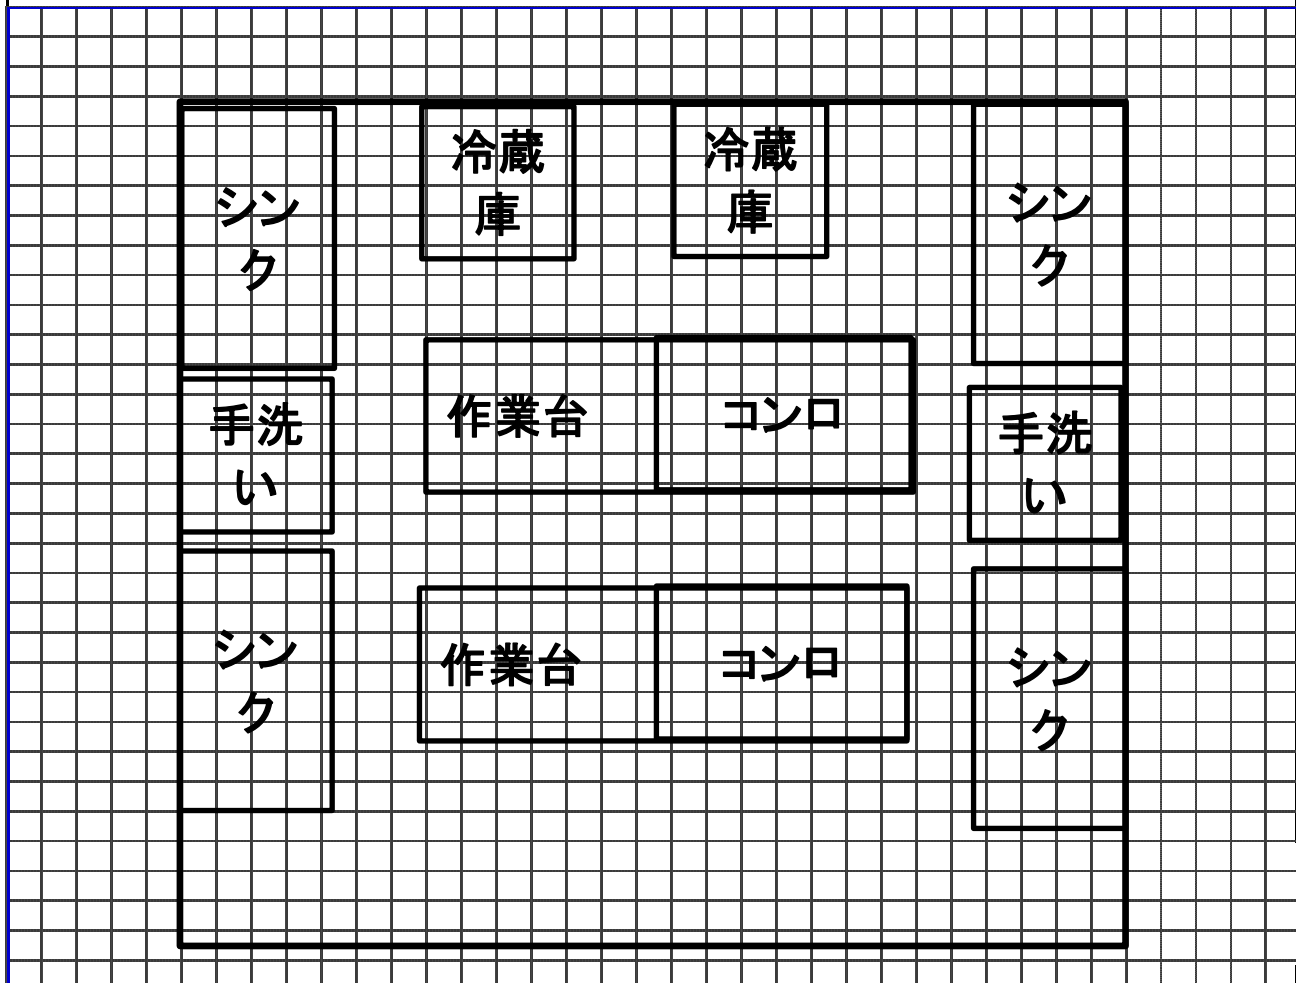 シン
ク
冷蔵
庫
冷蔵
庫
シン
ク
手洗
い
作業台
コンロ
手洗
い
シン
ク
作業台
コンロ
シン
ク